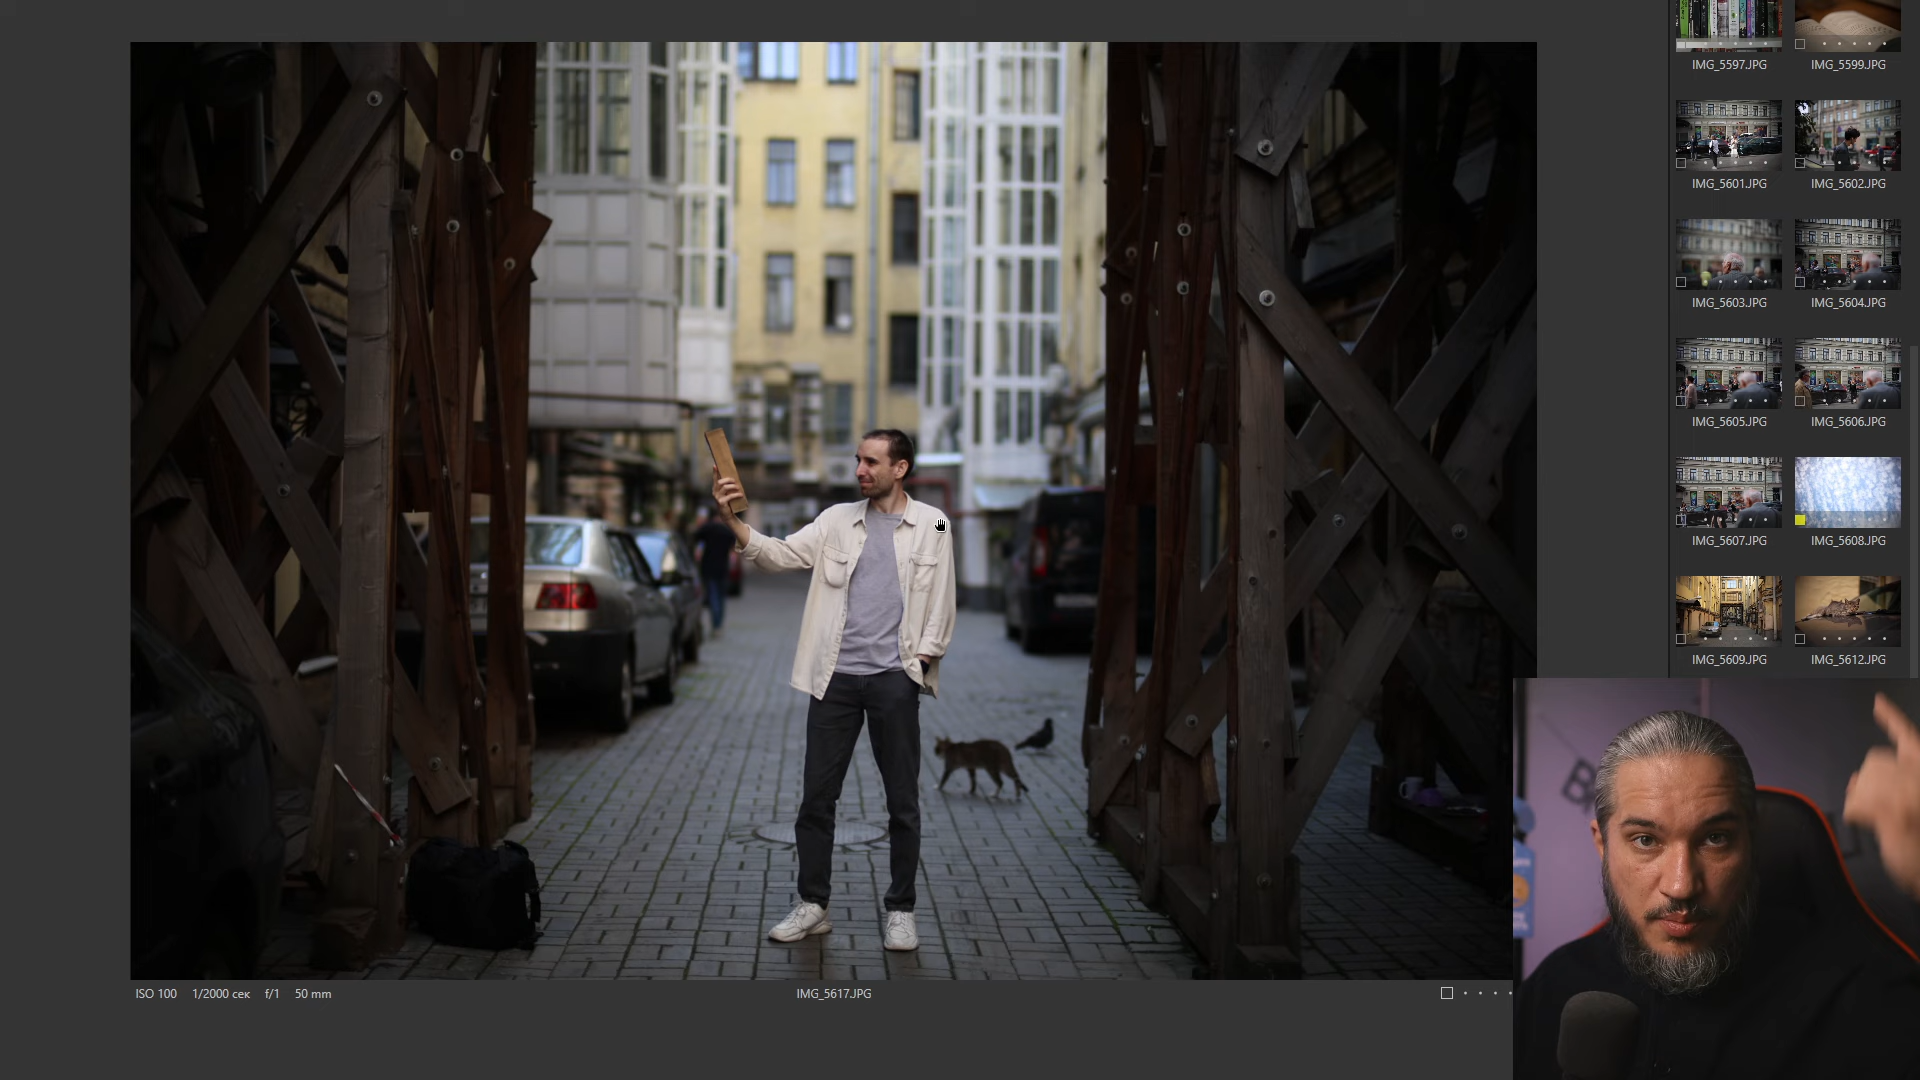 IMG_5597.JPG IMG_5599.JPG
IMG_5601.JPG IMG_5602.JPG
IMG_5603.JPG IMG_5604.JPG
IMG_5605.JPG IMG_5606.JPG
IMG_5607.JPG IMG_5608.JPG
IMG_5609.JPG IMG_5612.JPG
ISO 100 1/2000 сек f/1 50 mm IMG_5617.JPG